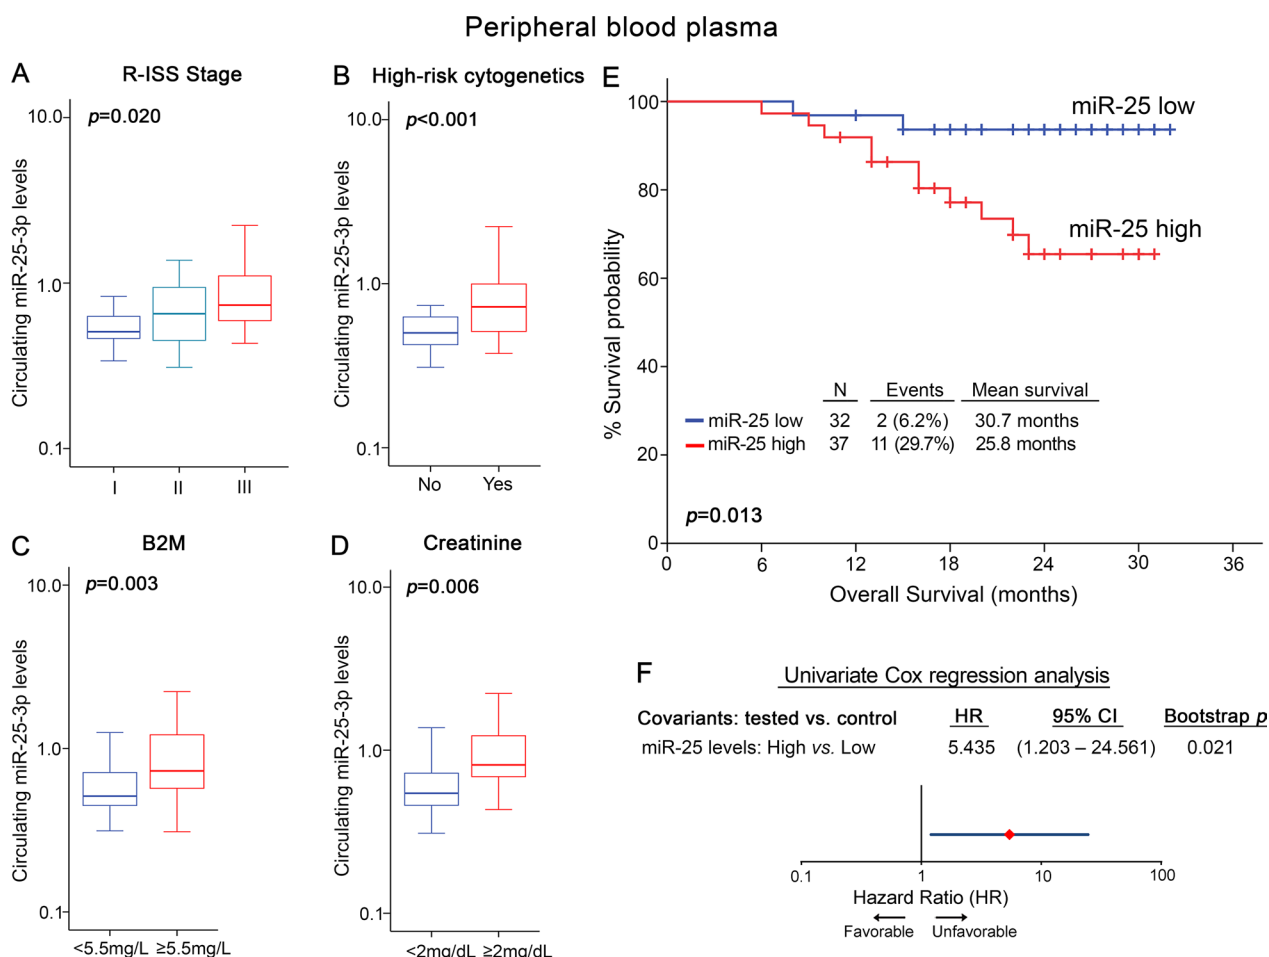 Peripheral blood plasma
A
R-ISS Stage
p=0.020
Circulating miR-25-3p levels
10.0
1.0
0.1
I
II
III
B
High-risk cytogenetics
p<0.001
Circulating miR-25-3p levels
10.0
1.0
0.1
No
Yes
C
B2M
p=0.003
Circulating miR-25-3p levels
10.0
1.0
0.1
<5.5mg/L
≥5.5mg/L
D
Creatinine
p=0.006
Circulating miR-25-3p levels
10.0
1.0
0.1
<2mg/dL
≥2mg/dL
E
% Survival probability
100
80
60
40
20
0
miR-25 low
miR-25 high
N Events Mean survival
miR-25 low 32 2 (6.2%) 30.7 months
miR-25 high 37 11 (29.7%) 25.8 months
p=0.013
0 6 12 18 24 30 36
Overall Survival (months)
F
Univariate Cox regression analysis
Covariants: tested vs. control HR 95% CI Bootstrap p
miR-25 levels: High vs. Low 5.435 (1.203 – 24.561) 0.021
0.1 1 10 100
Hazard Ratio (HR)
Favorable Unfavorable